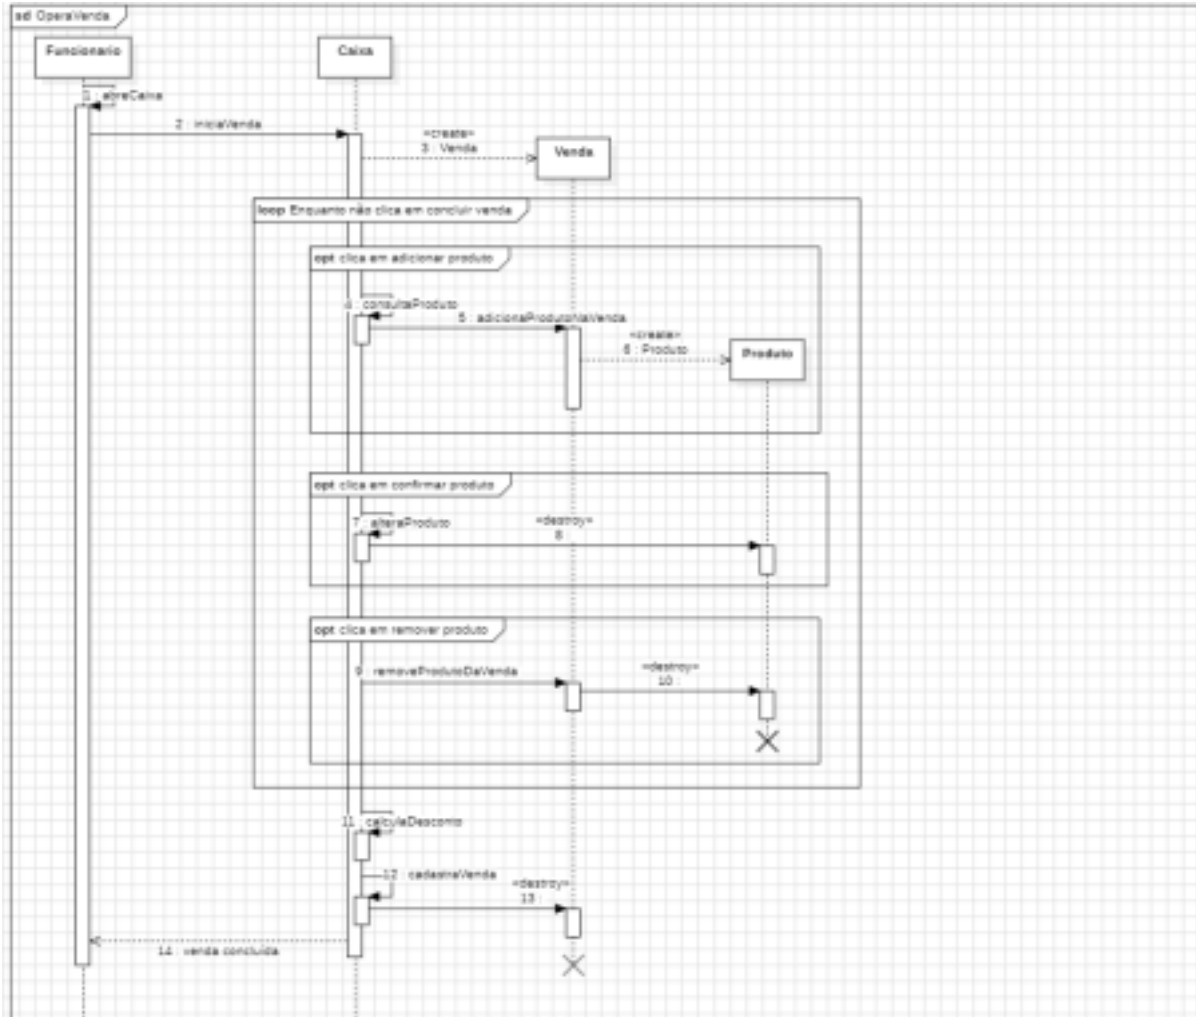 sd OperaVenda
Funcionario
Caixa
1 : abreCaixa
2 : iniciaVenda
«create»
3 : Venda
Venda
loop Enquanto não clica em concluir venda
opt clica em adicionar produto
4 : consultaProduto
5 : adicionaProdutoNaVenda
«create»
6 : Produto
Produto
opt clica em confirmar produto
7 : alteraProduto
«destroy»
8 :
opt clica em remover produto
9 : removeProdutoDaVenda
«destroy»
10 :
11 : calculaDesconto
12 : cadastraVenda
«destroy»
13 :
14 : venda concluida